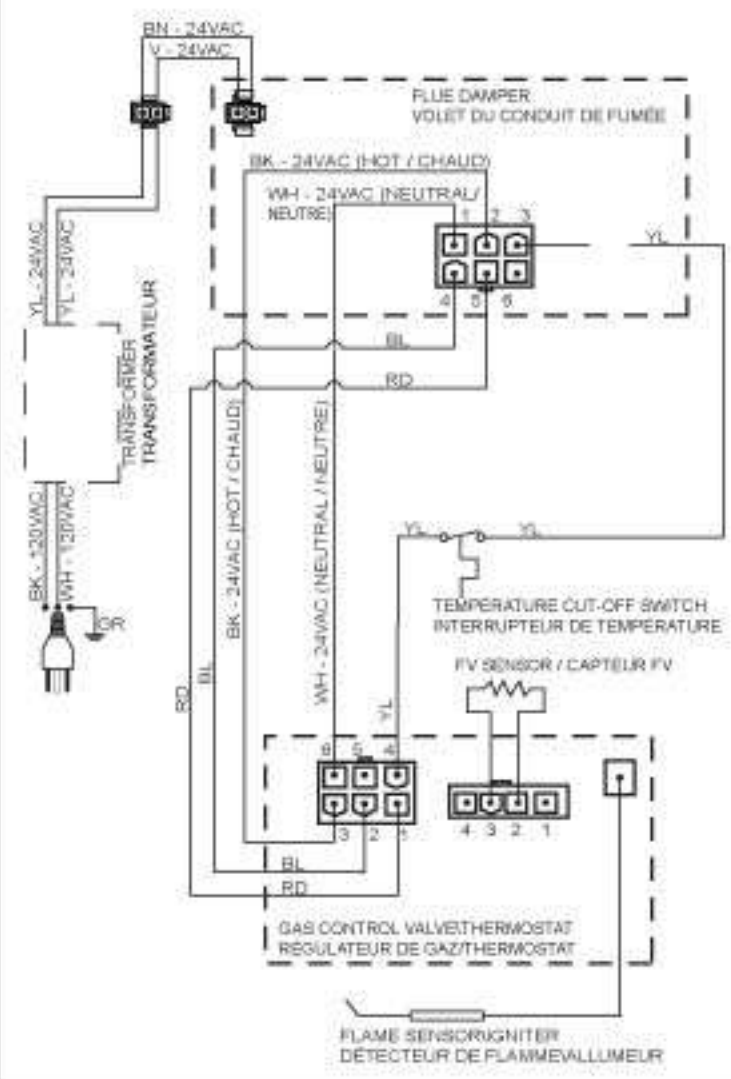 BN - 24VAC
V - 24VAC
FLUE DAMPER
VOLET DU CONDUIT DE FUMÉE
BK - 24VAC (HOT / CHAUD)
WH - 24VAC (NEUTRAL/
NEUTRE)
1 2 3
YL
4 5 6
YL - 24VAC
YL - 24VAC
TRANSFORMER
TRANSFORMATEUR
BL
RD
BK - 120VAC
WH - 120VAC
GR
BK - 24VAC (HOT / CHAUD)
WH - 24VAC (NEUTRAL / NEUTRE)
YL
YL
TEMPERATURE CUT-OFF SWITCH
INTERRUPTEUR DE TEMPÉRATURE
FV SENSOR / CAPTEUR FV
RD
BL
YL
6 5 4
3 2 1
4 3 2 1
BL
RD
GAS CONTROL VALVE\THERMOSTAT
RÉGULATEUR DE GAZ/THERMOSTAT
FLAME SENSOR\IGNITER
DÉTECTEUR DE FLAMME\ALLUMEUR